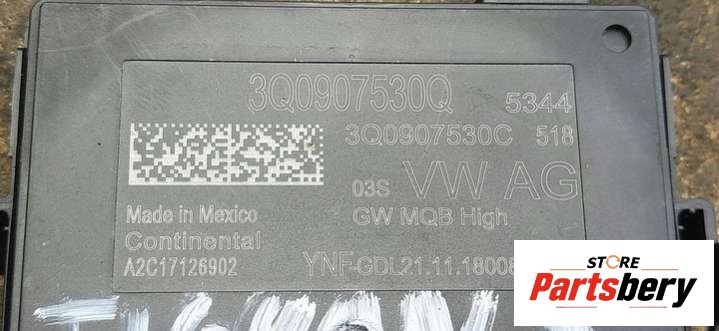 3Q0907530Q 5344
3Q0907530C 518
03S VW AG
Made in Mexico GW MQB High
Continental
A2C17126902 YNF-GDL21.11.18008
STORE
Partsbery